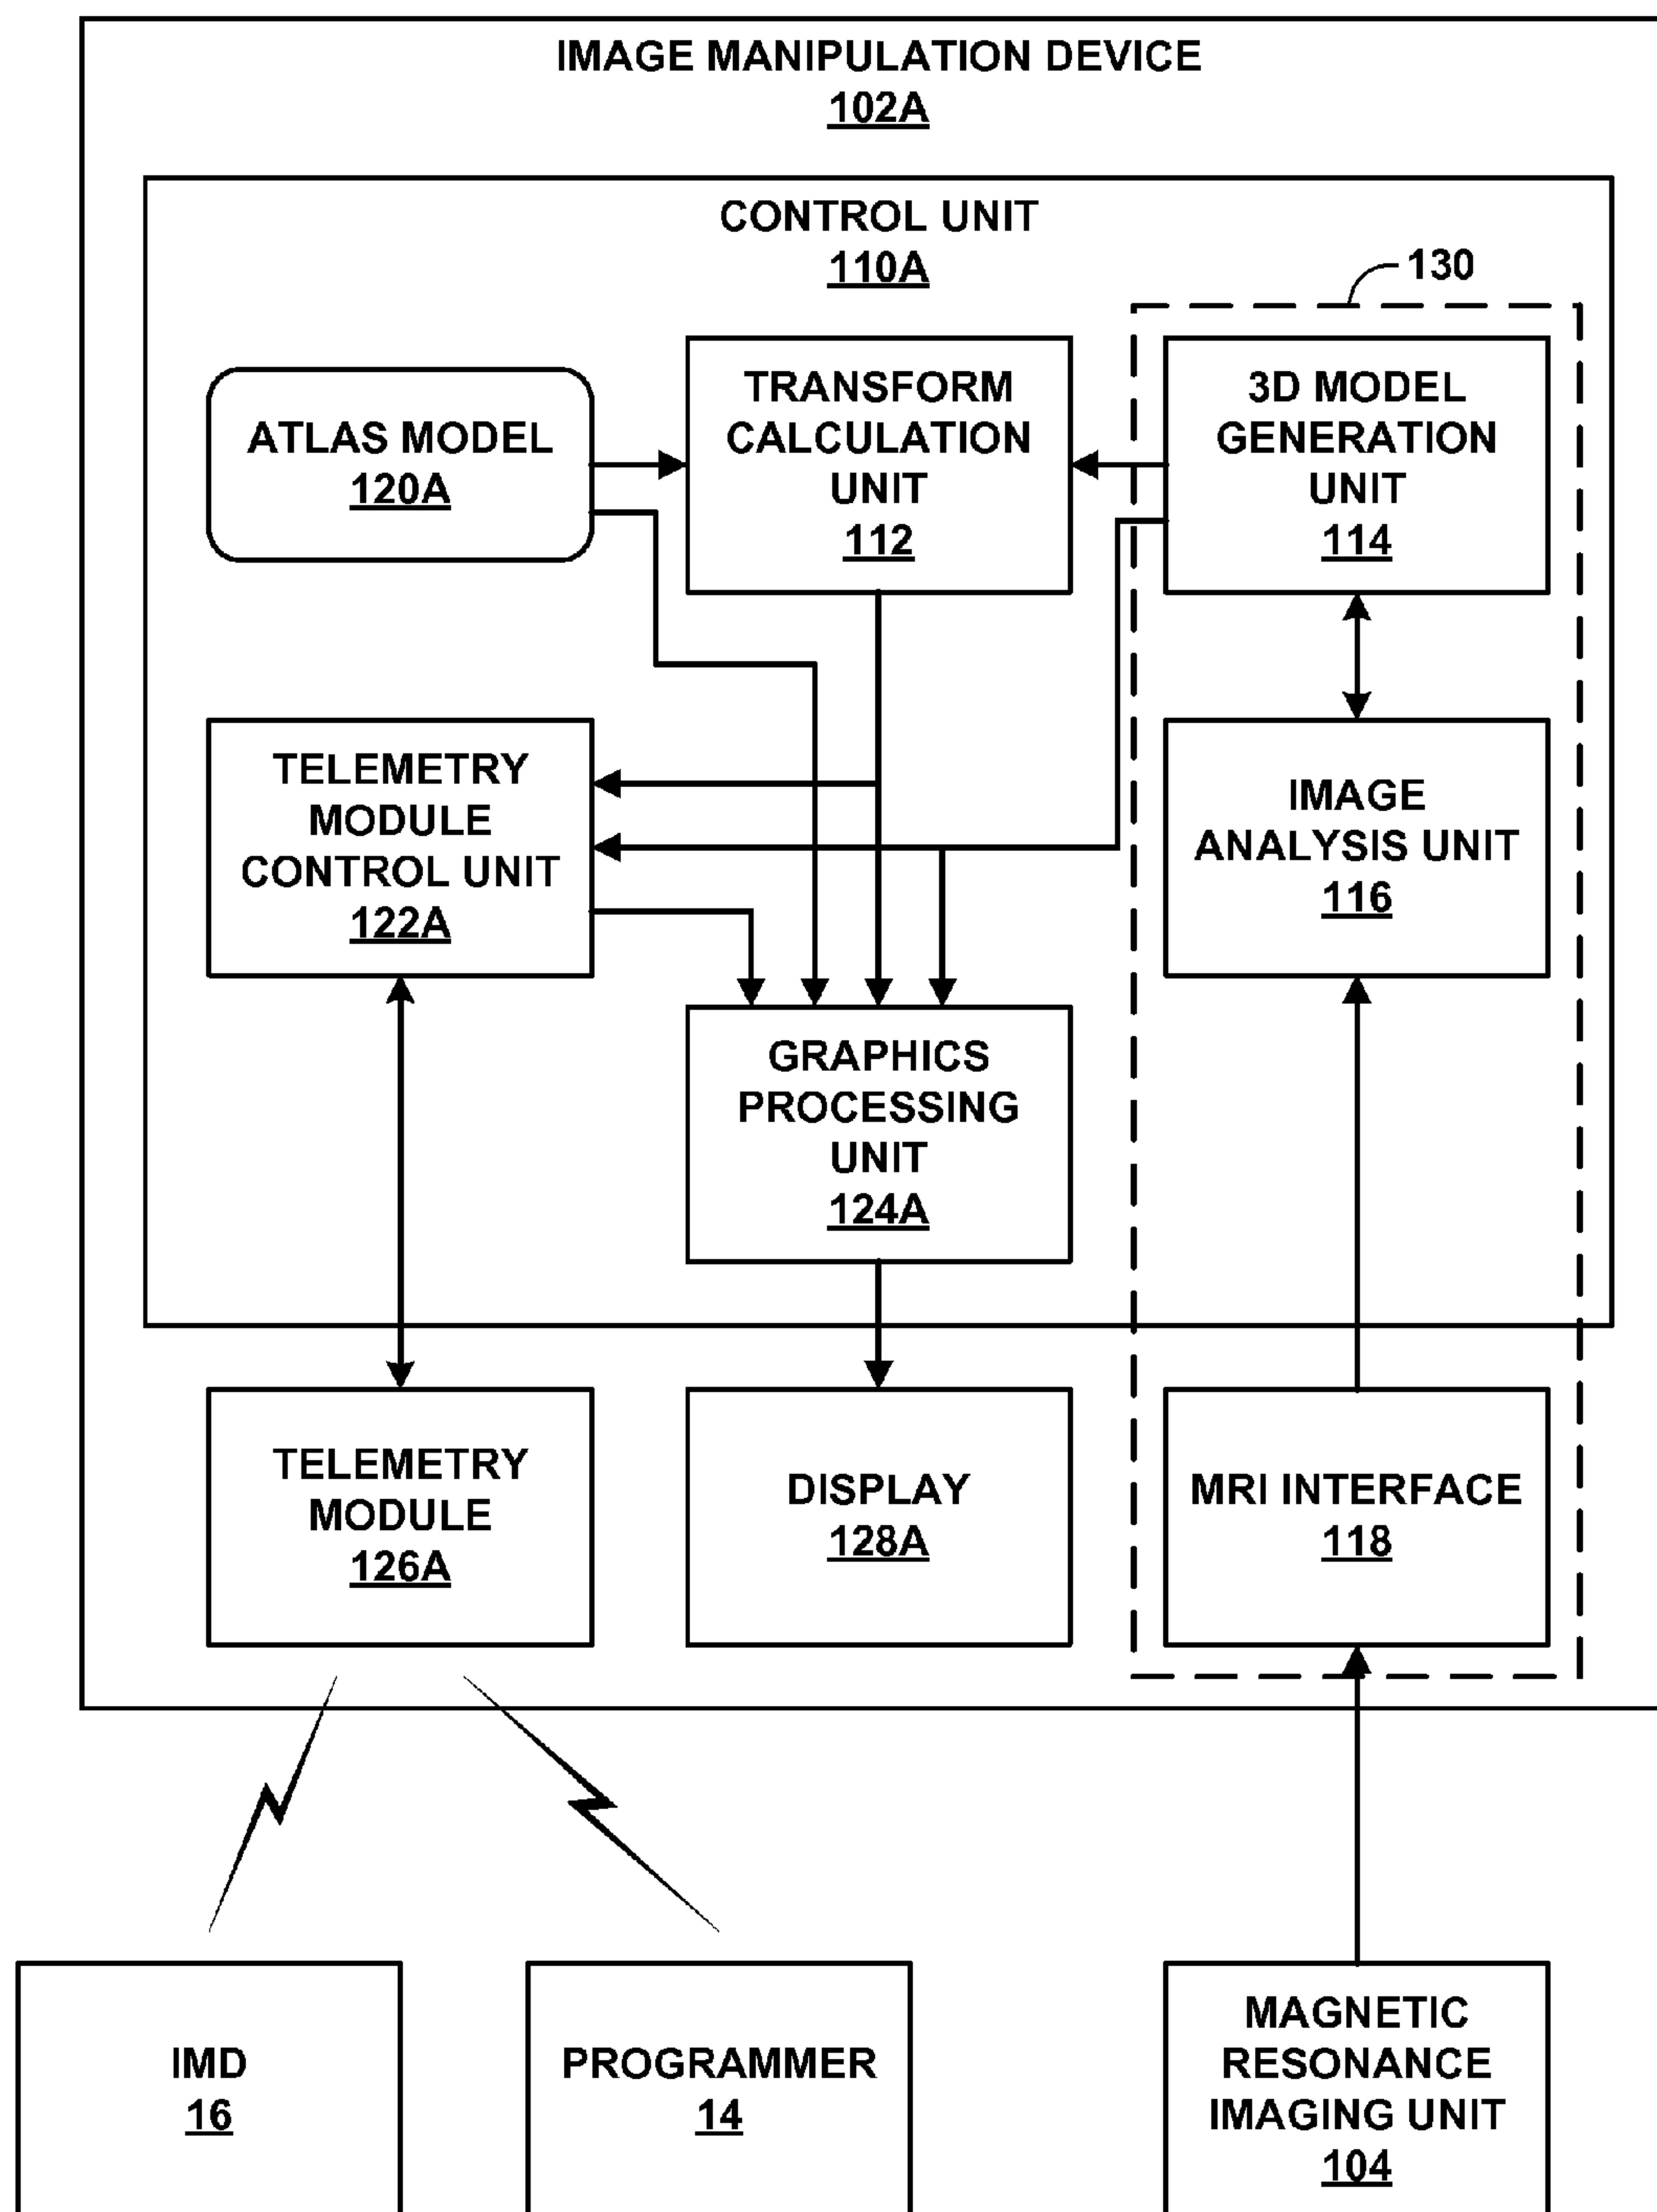 IMAGE MANIPULATION DEVICE
102A
CONTROL UNIT
110A
130
ATLAS MODEL
120A
TRANSFORM
CALCULATION
UNIT
112
3D MODEL
GENERATION
UNIT
114
TELEMETRY
MODULE
CONTROL UNIT
122A
IMAGE
ANALYSIS UNIT
116
GRAPHICS
PROCESSING
UNIT
124A
TELEMETRY
MODULE
126A
DISPLAY
128A
MRI INTERFACE
118
IMD
16
PROGRAMMER
14
MAGNETIC
RESONANCE
IMAGING UNIT
104